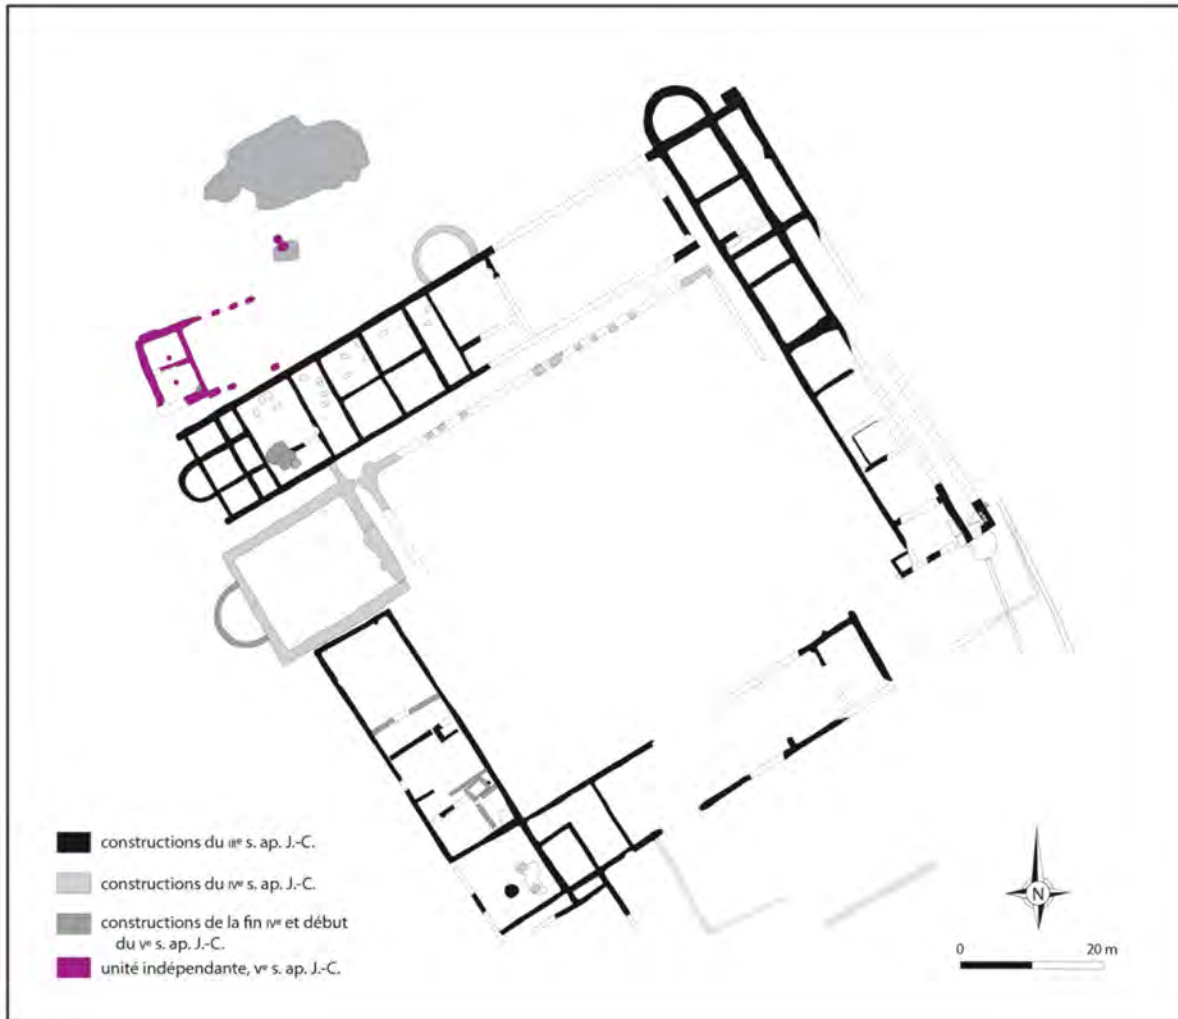 constructions du IIIe s. ap. J.-C.
constructions du IVe s. ap. J.-C.
constructions de la fin IVe et début
du Ve s. ap. J.-C.
unité indépendante, Ve s. ap. J.-C.
N
0 20 m